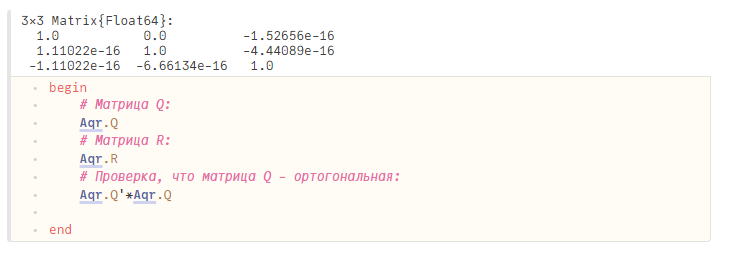 3×3 Matrix{Float64}:
  1.0           0.0          -1.52656e-16
  1.11022e-16   1.0          -4.44089e-16
 -1.11022e-16  -6.66134e-16   1.0
begin
    # Матрица Q:
    Aqr.Q
    # Матрица R:
    Aqr.R
    # Проверка, что матрица Q – ортогональная:
    Aqr.Q'*Aqr.Q
end